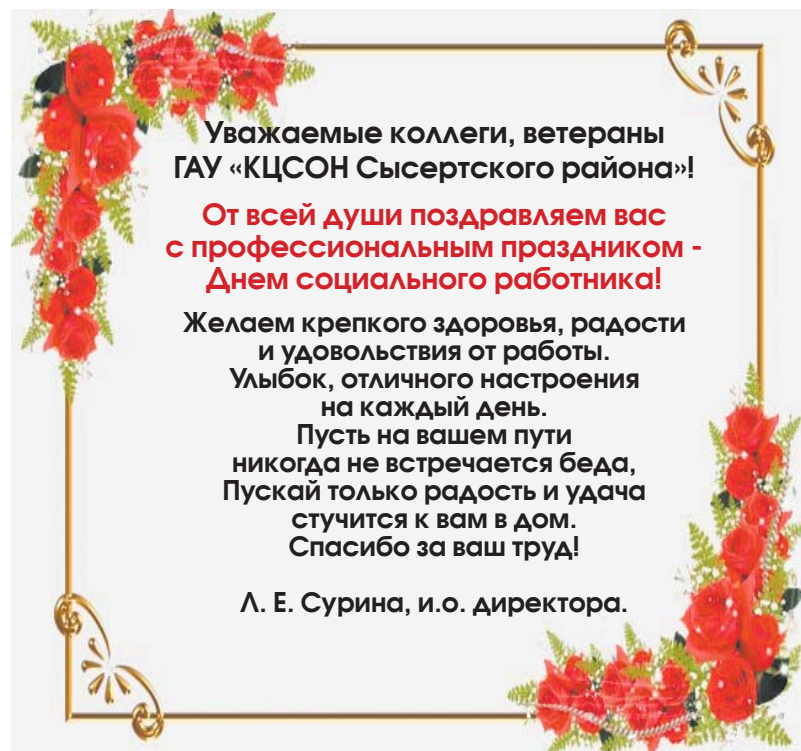 Уважаемые коллеги, ветераны
ГАУ «КЦСОН Сысертского района»!
От всей души поздравляем вас
с профессиональным праздником -
Днем социального работника!
Желаем крепкого здоровья, радости
и удовольствия от работы.
Улыбок, отличного настроения
на каждый день.
Пусть на вашем пути
никогда не встречается беда,
Пускай только радость и удача
стучится к вам в дом.
Спасибо за ваш труд!
Л. Е. Сурина, и.о. директора.